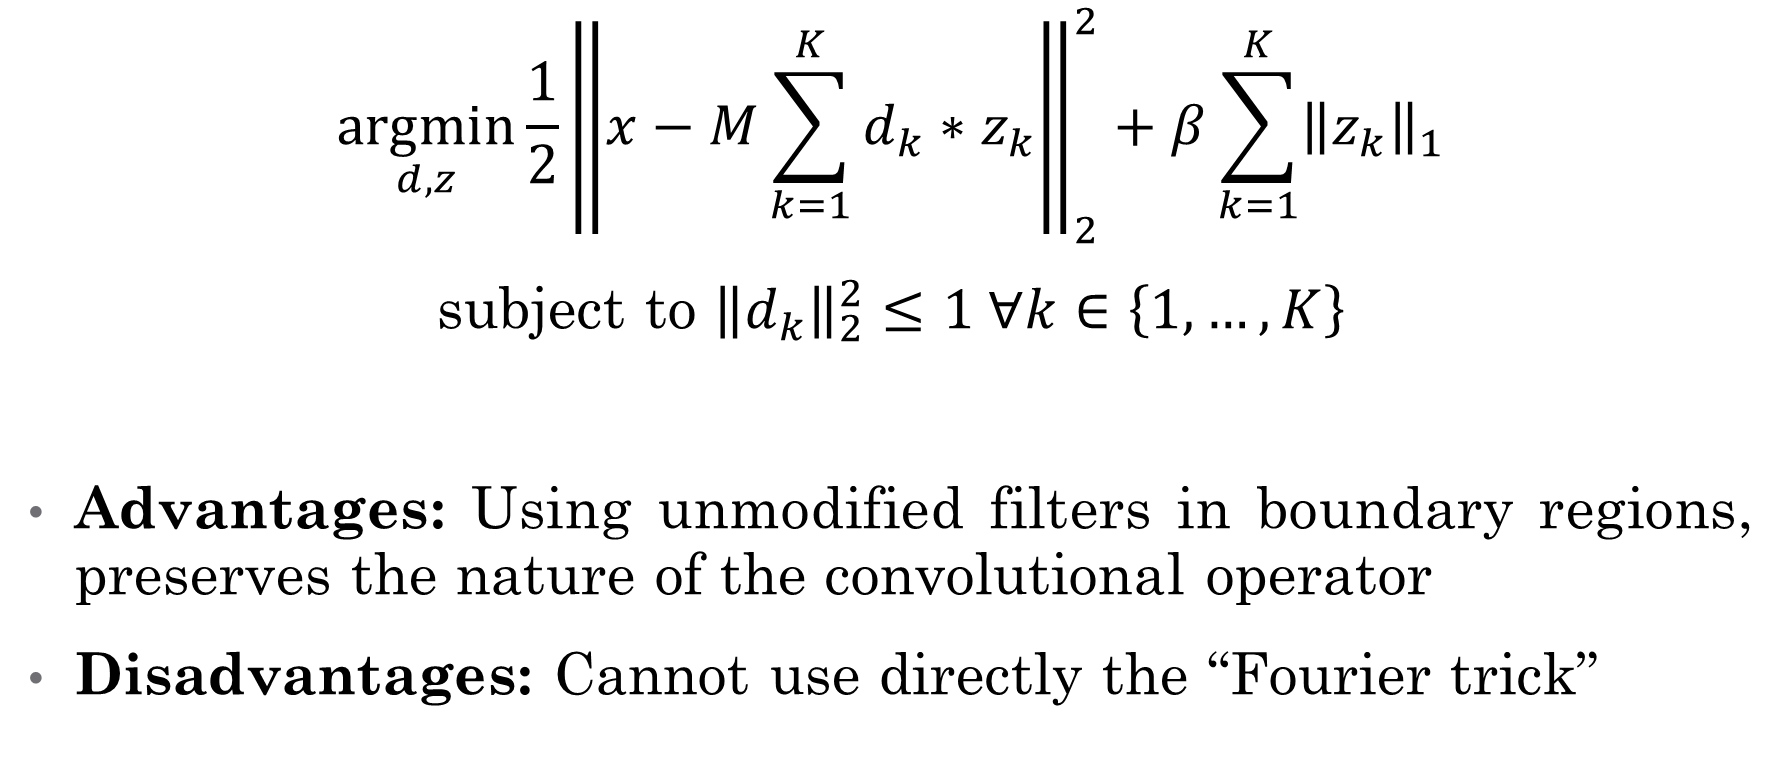 argmin_{d,z} 1/2 ‖x − M ∑_{k=1}^{K} d_k ∗ z_k‖_2^2 + β ∑_{k=1}^{K} ‖z_k‖_1
subject to ‖d_k‖_2^2 ≤ 1 ∀k ∈ {1, … , K}
• Advantages: Using unmodified filters in boundary regions,
preserves the nature of the convolutional operator
• Disadvantages: Cannot use directly the “Fourier trick”